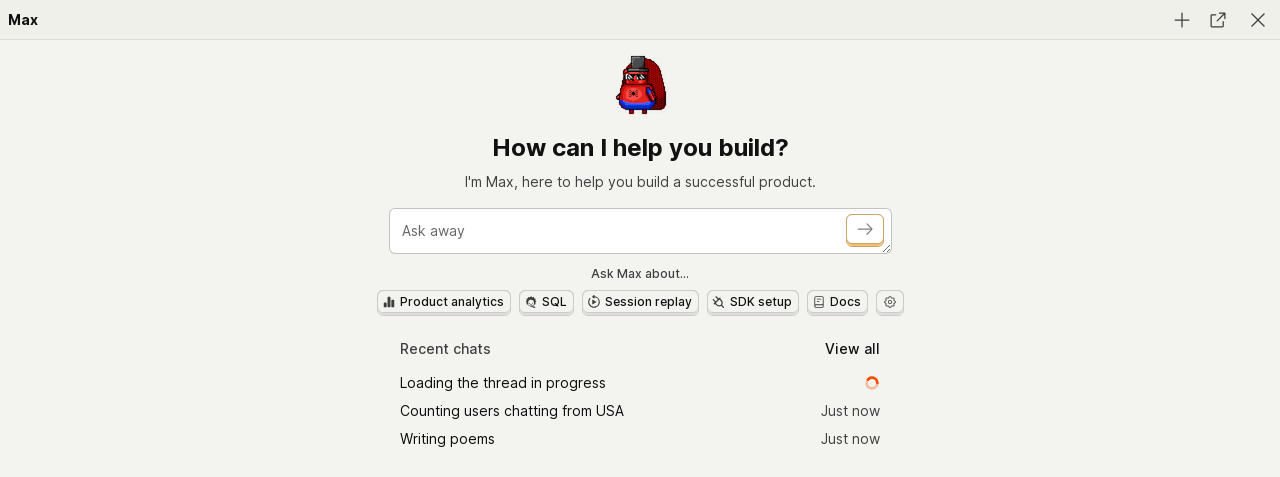 Max
How can I help you build?
I'm Max, here to help you build a successful product.
Ask away
Ask Max about...
Product analytics SQL Session replay SDK setup Docs
Recent chats View all
Loading the thread in progress
Counting users chatting from USA Just now
Writing poems Just now